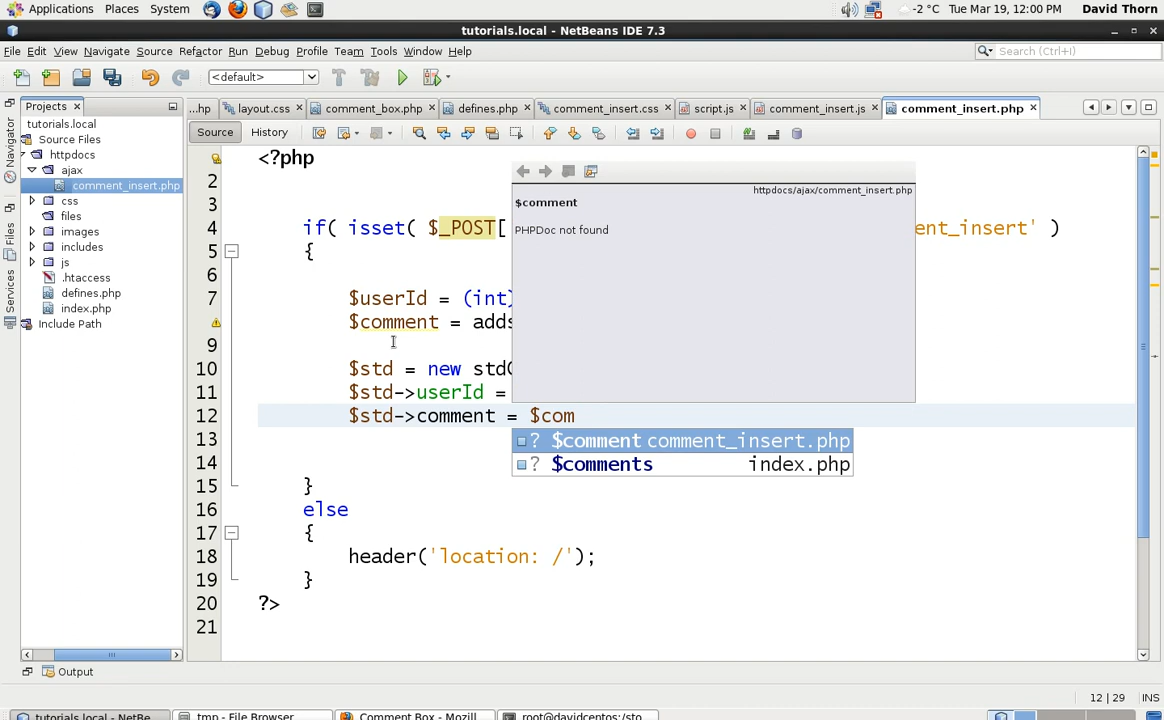 Applications Places System -2 °C Tue Mar 19, 12:00 PM David Thorn
tutorials.local - NetBeans IDE 7.3
File Edit View Navigate Source Refactor Run Debug Profile Team Tools Window Help Search (Ctrl+I)
<default>
Projects × ...hp layout.css × comment_box.php × defines.php × comment_insert.css × script.js × comment_insert.js × comment_insert.php ×
tutorials.local
Source Files
httpdocs
ajax
comment_insert.php
css
files
images
includes
js
.htaccess
defines.php
index.php
Include Path
Navigator
Files
Services
Source History
<?php
2
3
4 if( isset( $_POST[ ent_insert' )
5 {
6
7 $userId = (int)
$comment = adds
9
10 $std = new std
11 $std->userId =
12 $std->comment = $com
13
14
15 }
16 else
17 {
18 header('location: /');
19 }
20 ?>
21
httpdocs/ajax/comment_insert.php
$comment
PHPDoc not found
? $comment comment_insert.php
? $comments index.php
Output
12 | 29 INS
tutorials.local - NetBe... tmp - File Browser Comment Box - Mozill... root@davidcentos:/sto...